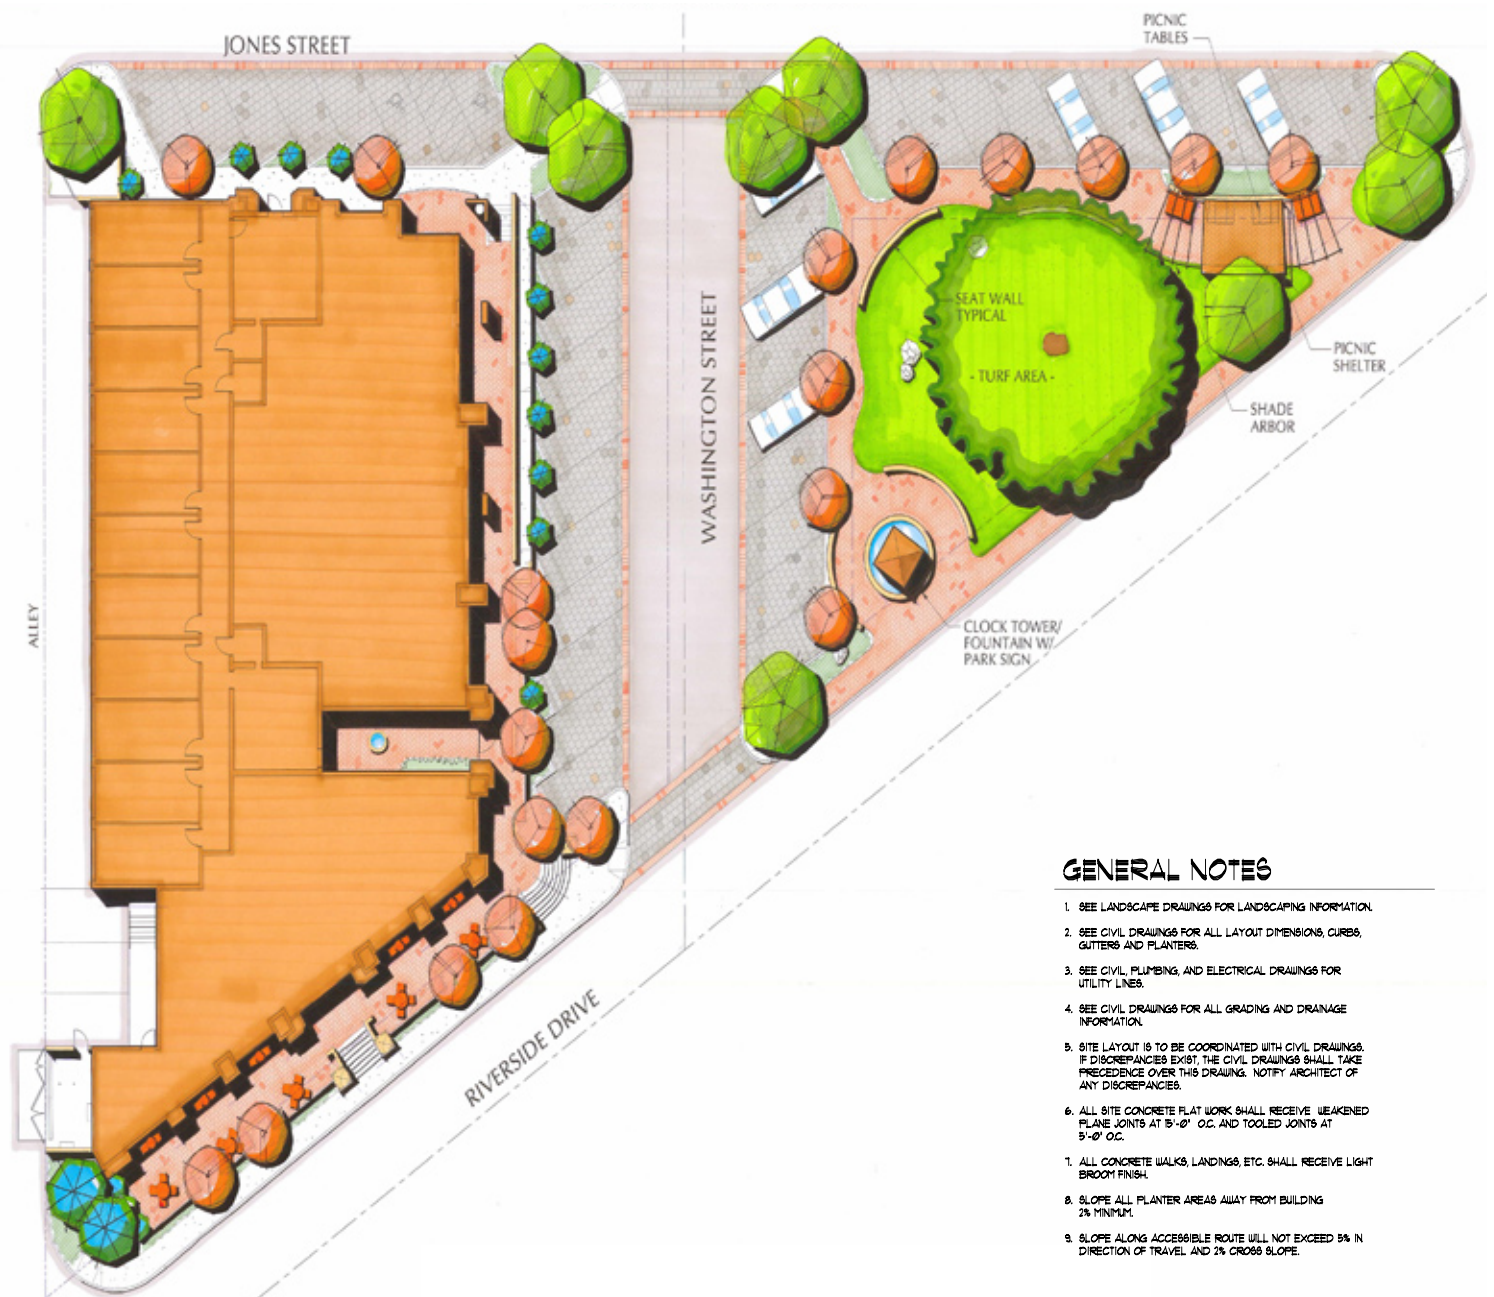 JONES STREET
PICNIC
TABLES
SEAT WALL
TYPICAL
- TURF AREA -
WASHINGTON STREET
PICNIC
SHELTER
SHADE
ARBOR
ALLEY
CLOCK TOWER/
FOUNTAIN W/
PARK SIGN
RIVERSIDE DRIVE
GENERAL NOTES
1. SEE LANDSCAPE DRAWINGS FOR LANDSCAPING INFORMATION.
2. SEE CIVIL DRAWINGS FOR ALL LAYOUT DIMENSIONS, CURBS,
GUTTERS AND PLANTERS.
3. SEE CIVIL, PLUMBING, AND ELECTRICAL DRAWINGS FOR
UTILITY LINES.
4. SEE CIVIL DRAWINGS FOR ALL GRADING AND DRAINAGE
INFORMATION.
5. SITE LAYOUT IS TO BE COORDINATED WITH CIVIL DRAWINGS.
IF DISCREPANCIES EXIST, THE CIVIL DRAWINGS SHALL TAKE
PRECEDENCE OVER THIS DRAWING. NOTIFY ARCHITECT OF
ANY DISCREPANCIES.
6. ALL SITE CONCRETE FLAT WORK SHALL RECEIVE WEAKENED
PLANE JOINTS AT 15'-0" O.C. AND TOOLED JOINTS AT
5'-0" O.C.
7. ALL CONCRETE WALKS, LANDINGS, ETC. SHALL RECEIVE LIGHT
BROOM FINISH.
8. SLOPE ALL PLANTER AREAS AWAY FROM BUILDING
2% MINIMUM.
9. SLOPE ALONG ACCESSIBLE ROUTE WILL NOT EXCEED 5% IN
DIRECTION OF TRAVEL AND 2% CROSS SLOPE.